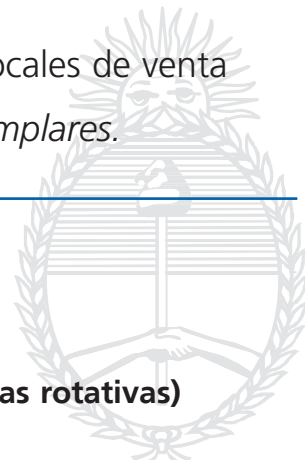 ocales de venta
mplares.
as rotativas)